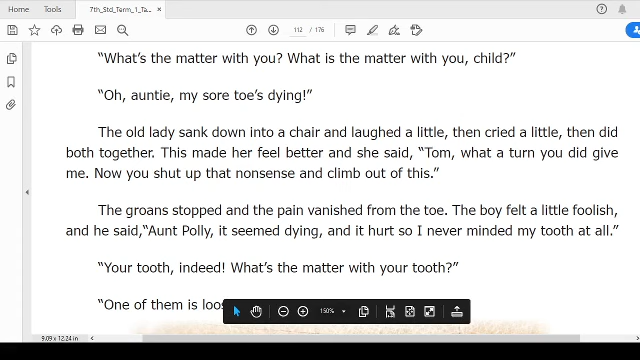 Home Tools 7th_Std_Term_1_Ta... ×
112 / 176
“What’s the matter with you? What is the matter with you, child?”
“Oh, auntie, my sore toe’s dying!”
The old lady sank down into a chair and laughed a little, then cried a little, then did
both together. This made her feel better and she said, “Tom, what a turn you did give
me. Now you shut up that nonsense and climb out of this.”
The groans stopped and the pain vanished from the toe. The boy felt a little foolish,
and he said,“Aunt Polly, it seemed dying, and it hurt so I never minded my tooth at all.”
“Your tooth, indeed! What’s the matter with your tooth?”
“One of them is loos
150%
9.09 x 12.24 in